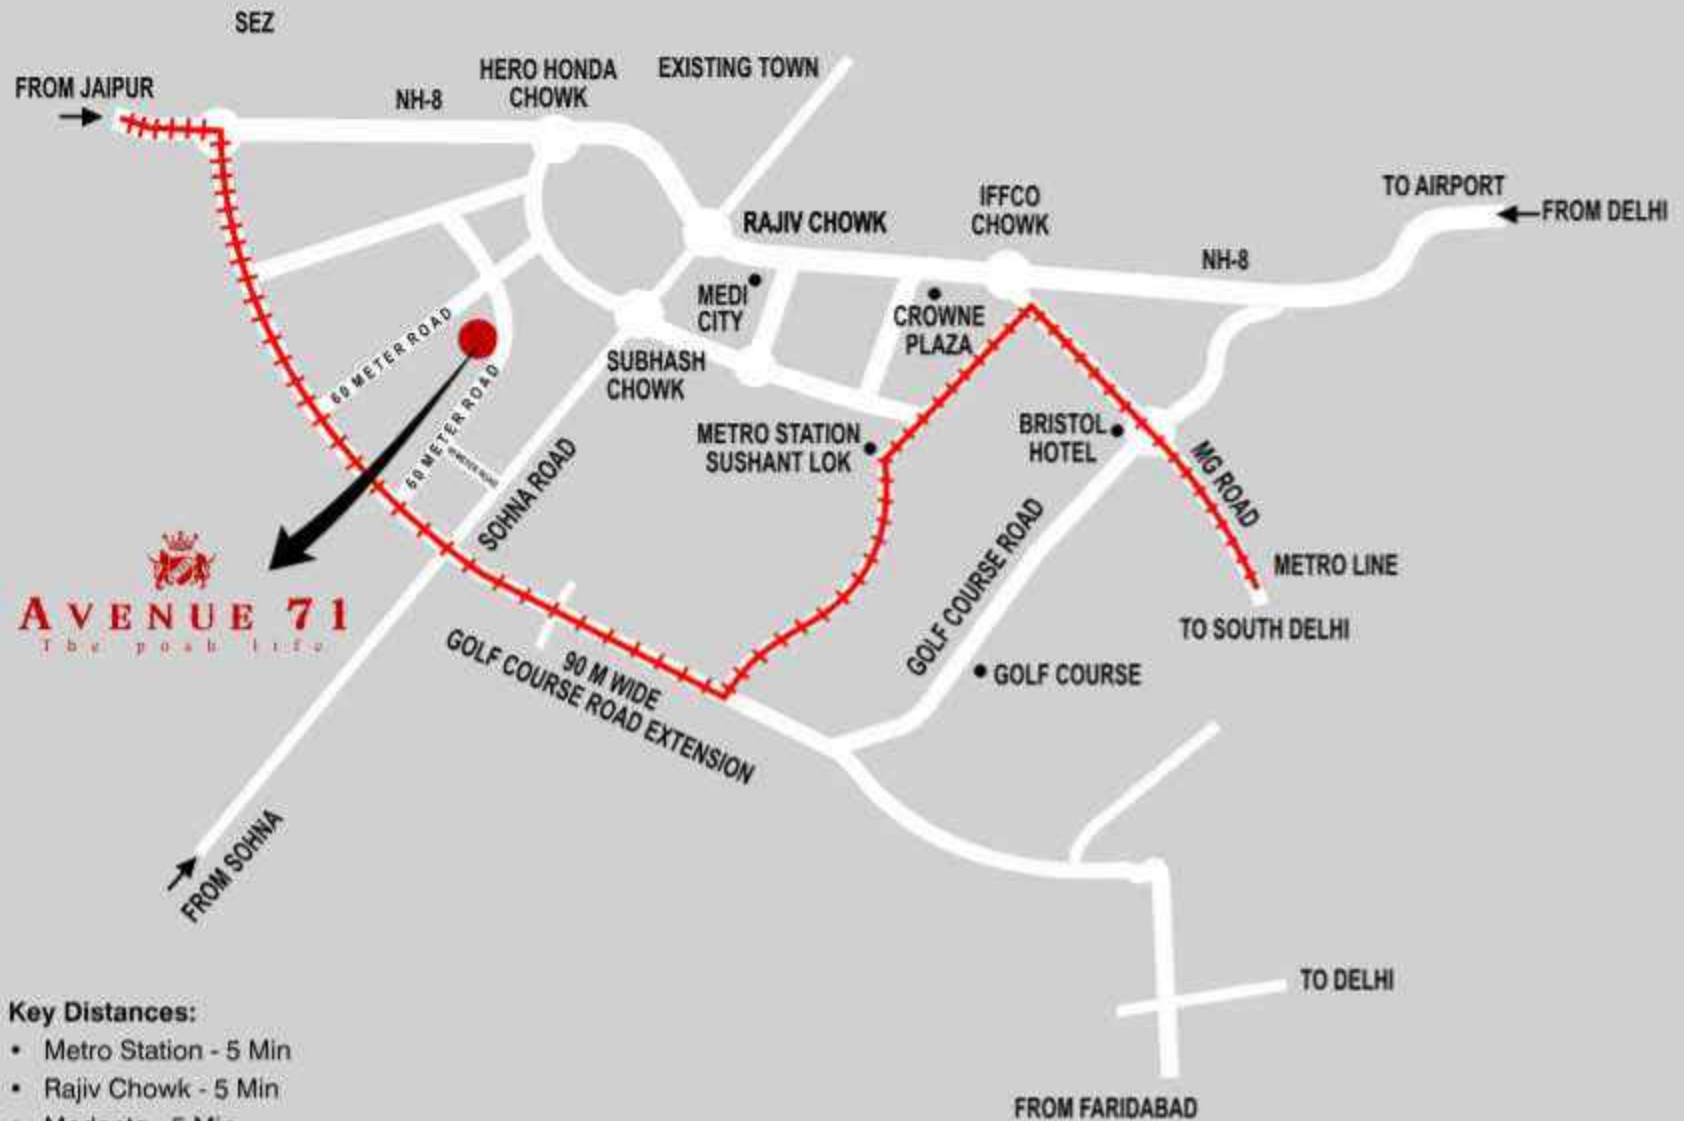 SEZ
FROM JAIPUR
NH-8
HERO HONDA
CHOWK
EXISTING TOWN
RAJIV CHOWK
IFFCO
CHOWK
TO AIRPORT
FROM DELHI
NH-8
MEDI
CITY
CROWNE
PLAZA
60 METER ROAD
60 METER ROAD
SUBHASH
CHOWK
METRO STATION
SUSHANT LOK
BRISTOL
HOTEL
MG ROAD
SOHNA ROAD
METRO LINE
TO SOUTH DELHI
AVENUE 71
The posh life
GOLF COURSE ROAD
GOLF COURSE
90 M WIDE
GOLF COURSE ROAD EXTENSION
FROM SOHNA
TO DELHI
FROM FARIDABAD
Key Distances:
• Metro Station - 5 Min
• Rajiv Chowk - 5 Min